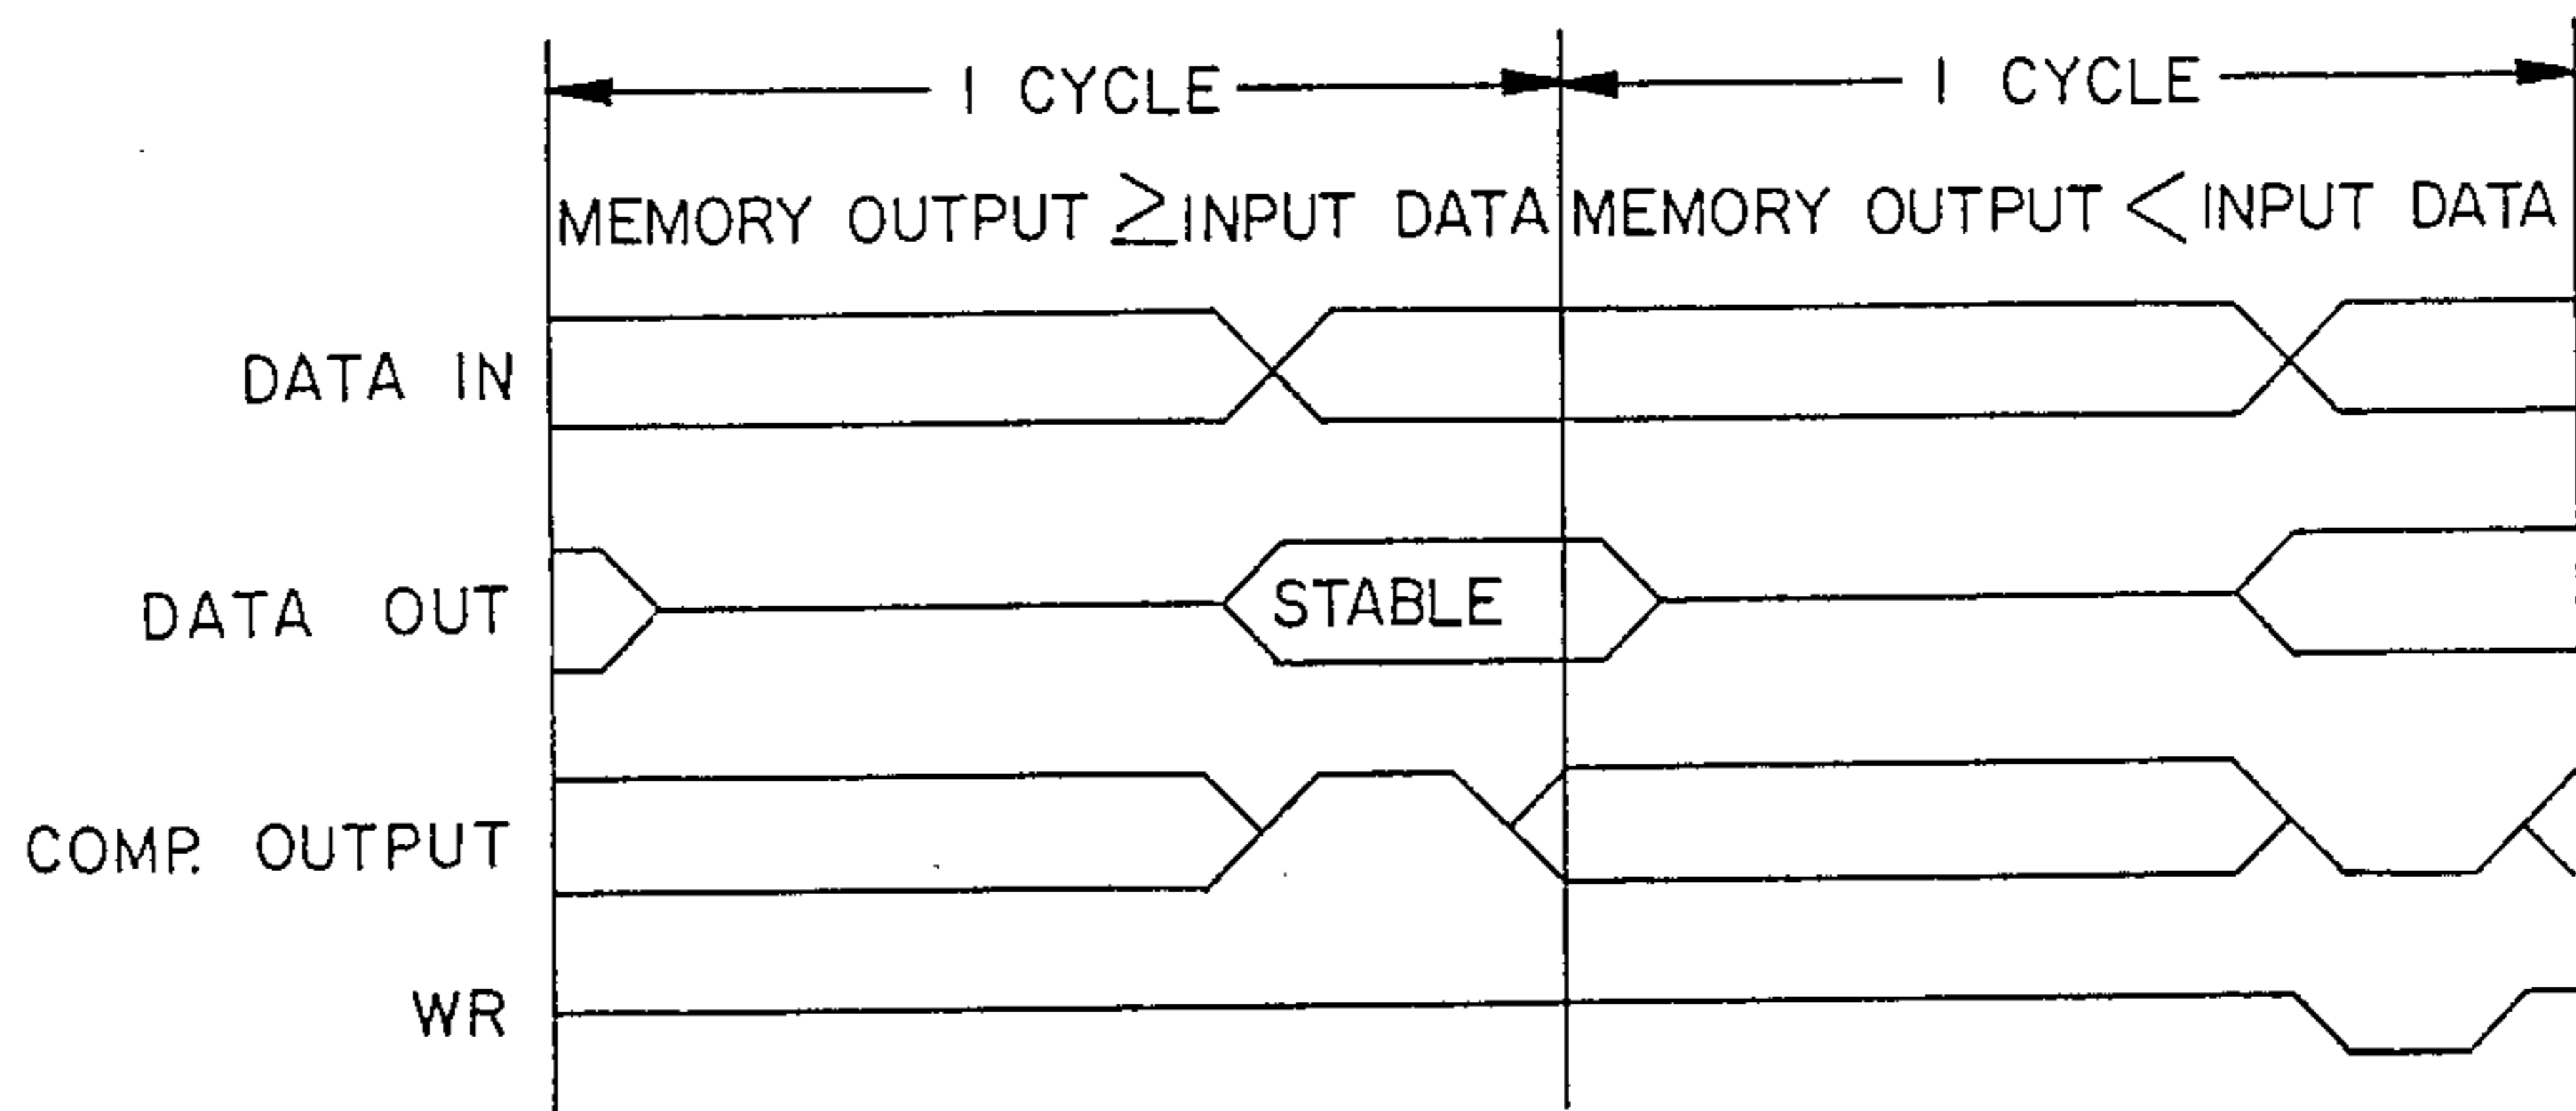 1 CYCLE 1 CYCLE
MEMORY OUTPUT ≥ INPUT DATA MEMORY OUTPUT < INPUT DATA
DATA IN
DATA OUT STABLE
COMP. OUTPUT
WR